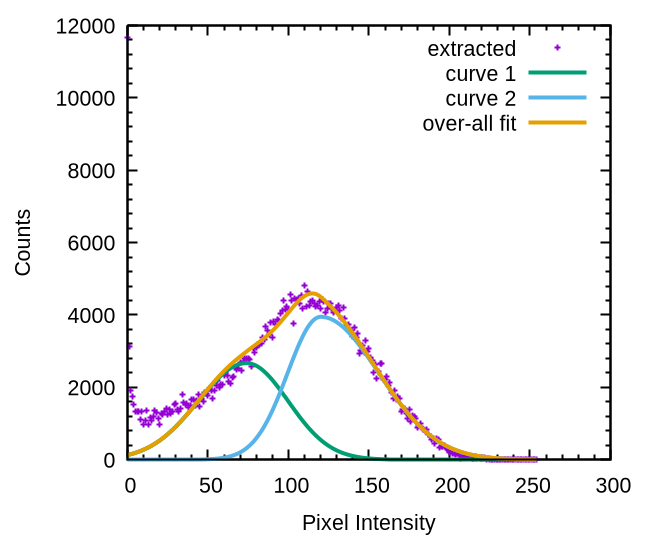 12000
10000
8000
6000
4000
2000
0
Counts
extracted
curve 1
curve 2
over-all fit
0 50 100 150 200 250 300
Pixel Intensity